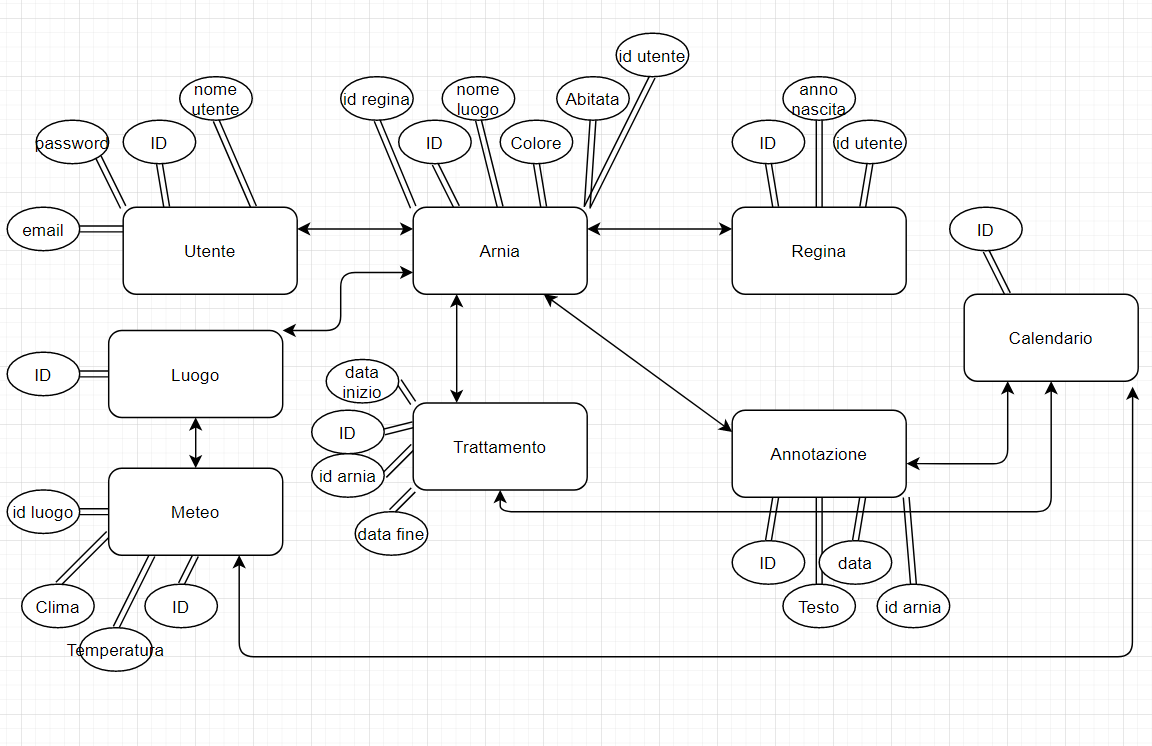 id utente
nome
utente
id regina
nome
luogo
Abitata
anno
nascita
password
ID
ID
Colore
ID
id utente
email
Utente
Arnia
Regina
ID
Calendario
ID
Luogo
data
inizio
ID
id arnia
data fine
Trattamento
Annotazione
id luogo
Meteo
Clima
Temperatura
ID
ID
Testo
data
id arnia